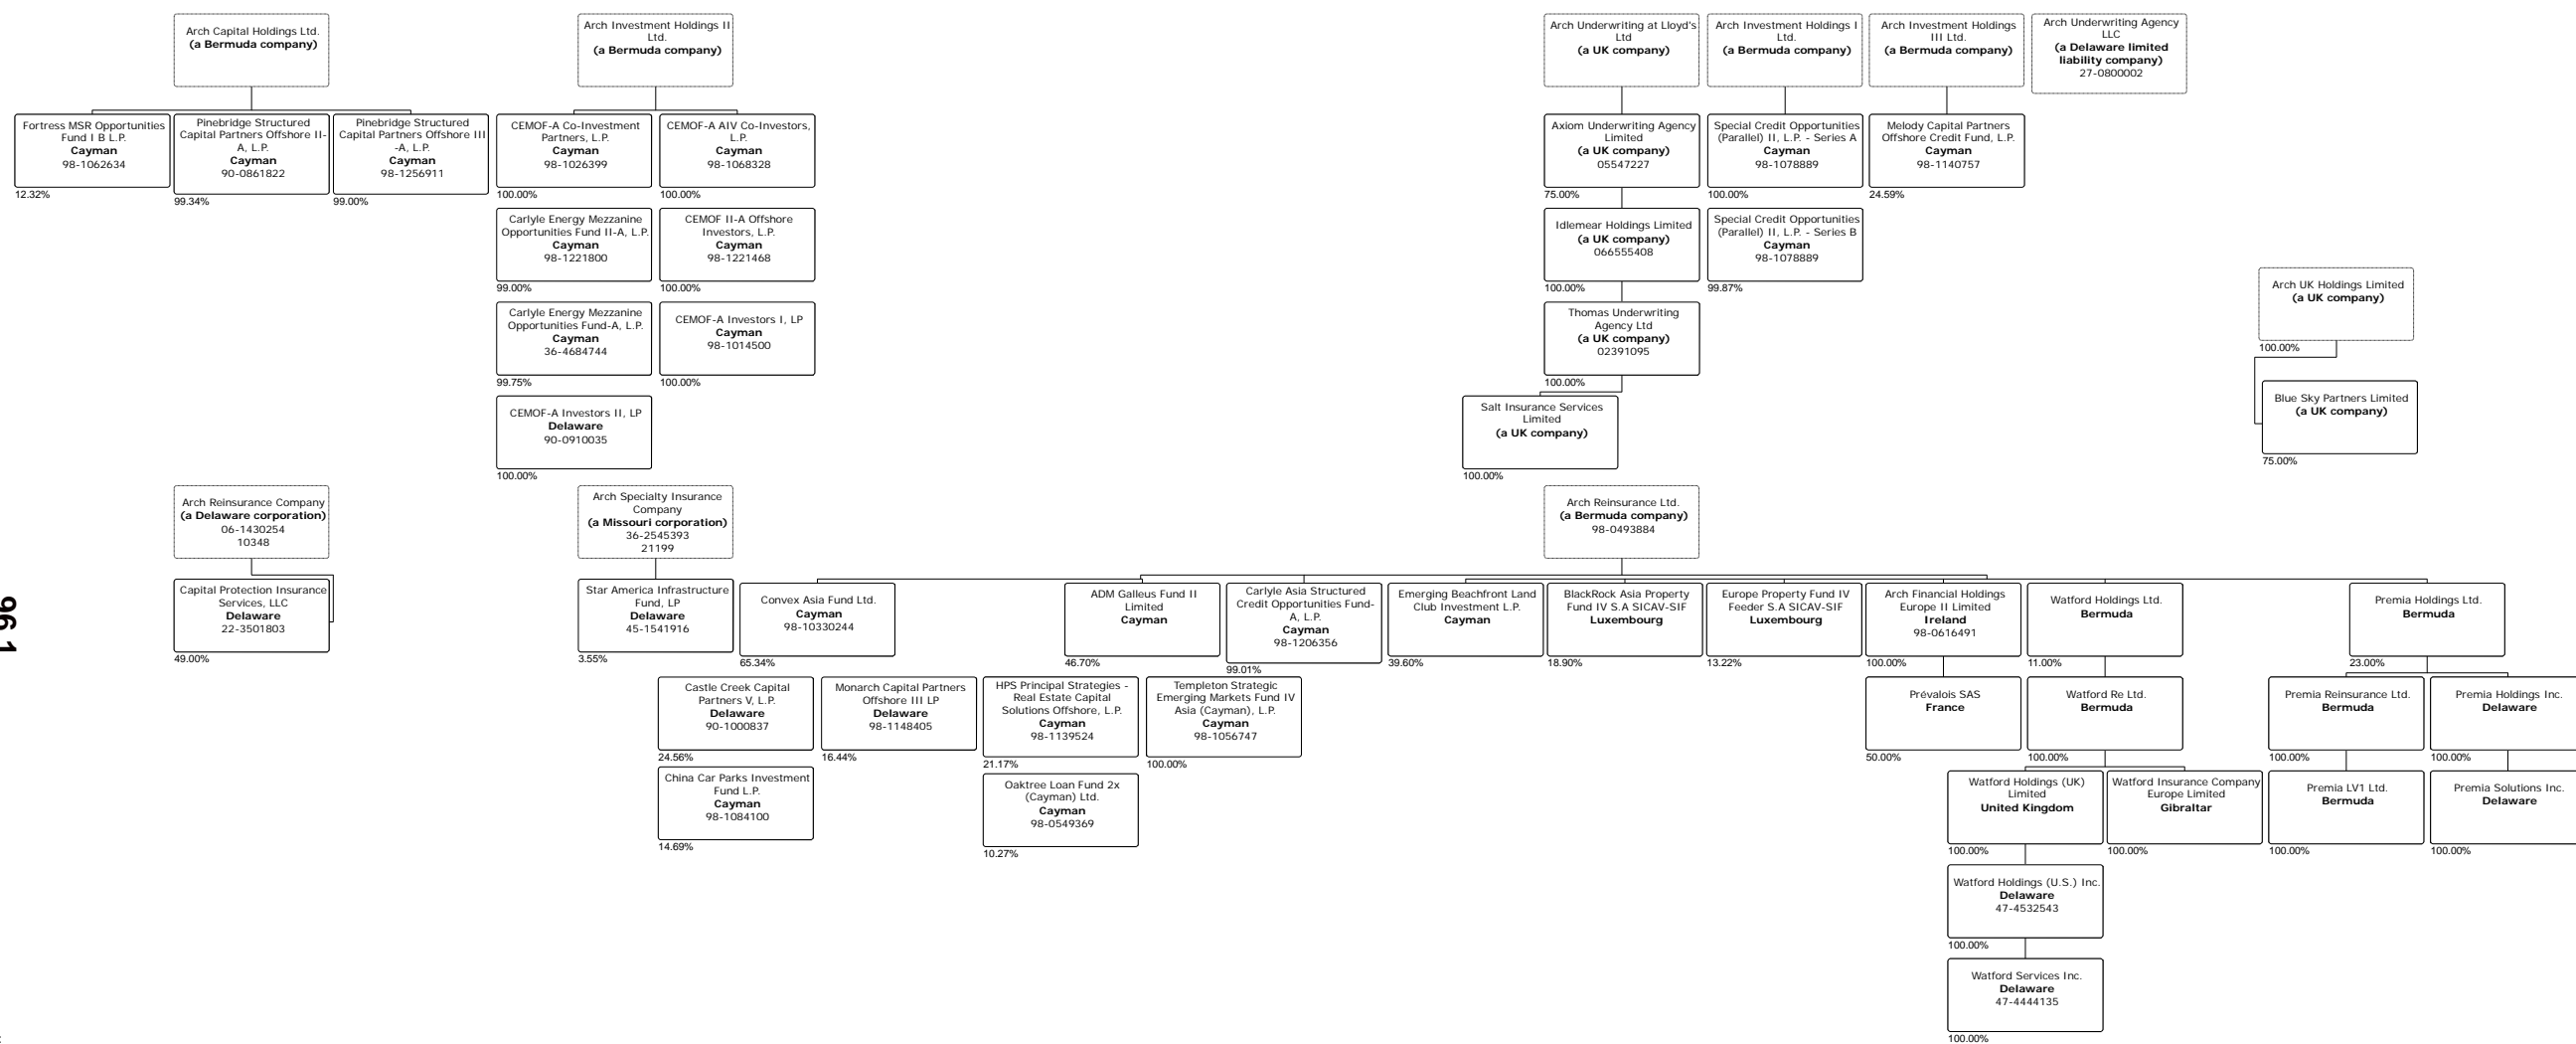 Arch Capital Holdings Ltd.
(a Bermuda company)
Arch Investment Holdings II
Ltd.
(a Bermuda company)
Arch Underwriting at Lloyd's
Ltd
(a UK company)
Arch Investment Holdings I
Ltd.
(a Bermuda company)
Arch Investment Holdings
III Ltd.
(a Bermuda company)
Arch Underwriting Agency
LLC
(a Delaware limited
liability company)
27-0800002
Fortress MSR Opportunities
Fund I B L.P.
Cayman
98-1062634
12.32%
Pinebridge Structured
Capital Partners Offshore II-
A, L.P.
Cayman
90-0861822
99.34%
Pinebridge Structured
Capital Partners Offshore III
-A, L.P.
Cayman
98-1256911
99.00%
CEMOF-A Co-Investment
Partners, L.P.
Cayman
98-1026399
100.00%
CEMOF-A AIV Co-Investors,
L.P.
Cayman
98-1068328
100.00%
Axiom Underwriting Agency
Limited
(a UK company)
05547227
75.00%
Special Credit Opportunities
(Parallel) II, L.P. - Series A
Cayman
98-1078889
100.00%
Melody Capital Partners
Offshore Credit Fund, L.P.
Cayman
98-1140757
24.59%
Carlyle Energy Mezzanine
Opportunities Fund II-A, L.P.
Cayman
98-1221800
99.00%
CEMOF II-A Offshore
Investors, L.P.
Cayman
98-1221468
100.00%
Idlemear Holdings Limited
(a UK company)
066555408
100.00%
Special Credit Opportunities
(Parallel) II, L.P. - Series B
Cayman
98-1078889
99.87%
Arch UK Holdings Limited
(a UK company)
100.00%
Carlyle Energy Mezzanine
Opportunities Fund-A, L.P.
Cayman
36-4684744
99.75%
CEMOF-A Investors I, LP
Cayman
98-1014500
100.00%
Thomas Underwriting
Agency Ltd
(a UK company)
02391095
100.00%
Blue Sky Partners Limited
(a UK company)
75.00%
CEMOF-A Investors II, LP
Delaware
90-0910035
100.00%
Salt Insurance Services
Limited
(a UK company)
100.00%
Arch Reinsurance Company
(a Delaware corporation)
06-1430254
10348
Arch Specialty Insurance
Company
(a Missouri corporation)
36-2545393
21199
Arch Reinsurance Ltd.
(a Bermuda company)
98-0493884
96.1
Capital Protection Insurance
Services, LLC
Delaware
22-3501803
49.00%
Star America Infrastructure
Fund, LP
Delaware
45-1541916
3.55%
Convex Asia Fund Ltd.
Cayman
98-10330244
65.34%
ADM Galleus Fund II
Limited
Cayman
46.70%
Carlyle Asia Structured
Credit Opportunities Fund-
A, L.P.
Cayman
98-1206356
99.01%
Emerging Beachfront Land
Club Investment L.P.
Cayman
39.60%
BlackRock Asia Property
Fund IV S.A SICAV-SIF
Luxembourg
18.90%
Europe Property Fund IV
Feeder S.A SICAV-SIF
Luxembourg
13.22%
Arch Financial Holdings
Europe II Limited
Ireland
98-0616491
100.00%
Watford Holdings Ltd.
Bermuda
11.00%
Premia Holdings Ltd.
Bermuda
23.00%
Castle Creek Capital
Partners V, L.P.
Delaware
90-1000837
24.56%
Monarch Capital Partners
Offshore III LP
Delaware
98-1148405
16.44%
HPS Principal Strategies -
Real Estate Capital
Solutions Offshore, L.P.
Cayman
98-1139524
21.17%
Templeton Strategic
Emerging Markets Fund IV
Asia (Cayman), L.P.
Cayman
98-1056747
100.00%
Prévalois SAS
France
50.00%
Watford Re Ltd.
Bermuda
100.00%
Premia Reinsurance Ltd.
Bermuda
100.00%
Premia Holdings Inc.
Delaware
100.00%
China Car Parks Investment
Fund L.P.
Cayman
98-1084100
14.69%
Oaktree Loan Fund 2x
(Cayman) Ltd.
Cayman
98-0549369
10.27%
Watford Holdings (UK)
Limited
United Kingdom
100.00%
Watford Insurance Company
Europe Limited
Gibraltar
100.00%
Premia LV1 Ltd.
Bermuda
100.00%
Premia Solutions Inc.
Delaware
100.00%
Watford Holdings (U.S.) Inc.
Delaware
47-4532543
100.00%
Watford Services Inc.
Delaware
47-4444135
100.00%